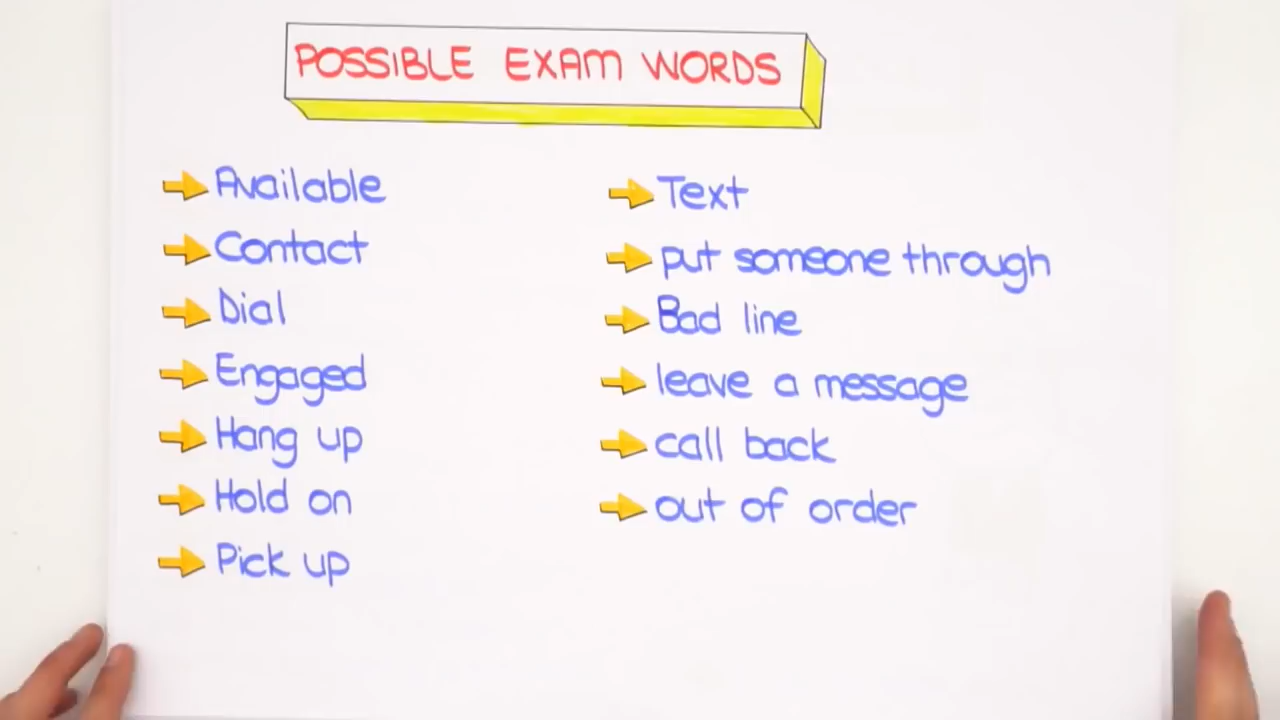 POSSIBLE EXAM WORDS
Available
Contact
Dial
Engaged
Hang up
Hold on
Pick up
Text
put someone through
Bad line
leave a message
call back
out of order